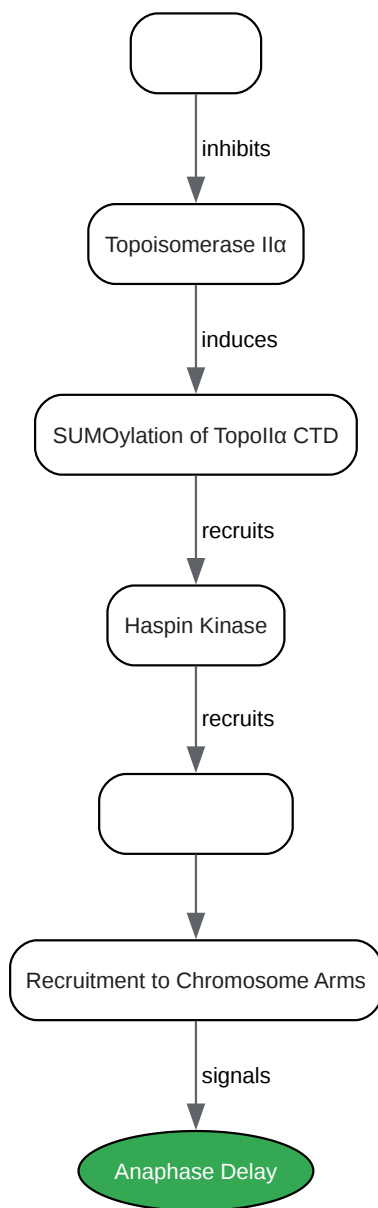 inhibits
Topoisomerase IIα
induces
SUMOylation of TopoIIα CTD
recruits
Haspin Kinase
recruits
Recruitment to Chromosome Arms
signals
Anaphase Delay